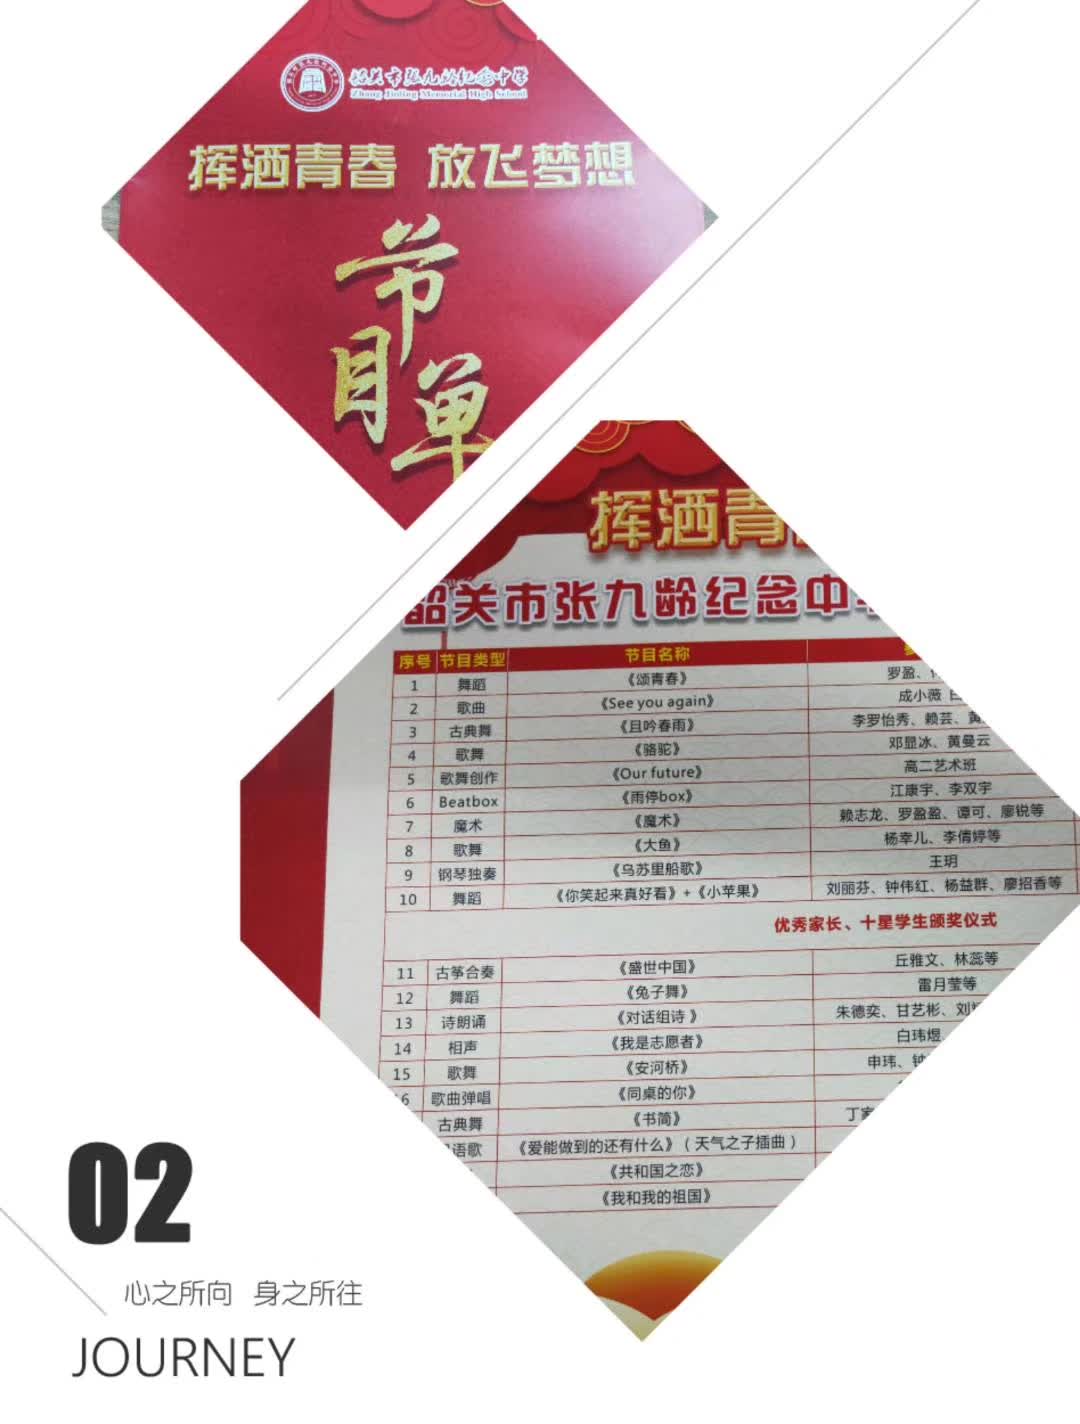 韶关市张九龄纪念中学
Zhang Jiuling Memorial High School
挥洒青春 放飞梦想
节目单
挥洒青
韶关市张九龄纪念中
序号 节目类型 节目名称
1 舞蹈 《颂青春》 罗盈、
2 歌曲 《See you again》 成小薇
3 古典舞 《且吟春雨》 李罗怡秀、赖芸、黄
4 歌舞 《骆驼》 邓显冰、黄曼云
5 歌舞创作 《Our future》 高二艺术班
6 Beatbox 《雨停box》 江康宇、李双宇
7 魔术 《魔术》 赖志龙、罗盈盈、谭可、廖锐等
8 歌舞 《大鱼》 杨幸儿、李倩婷等
9 钢琴独奏 《乌苏里船歌》 王玥
10 舞蹈 《你笑起来真好看》+《小苹果》 刘丽芬、钟伟红、杨益群、廖招香等
优秀家长、十星学生颁奖仪式
11 古筝合奏 《盛世中国》 丘雅文、林蕊等
12 舞蹈 《兔子舞》 雷月莹等
13 诗朗诵 《对话组诗 》 朱德奕、甘艺彬、刘
14 相声 《我是志愿者》 白玮煜
15 歌舞 《安河桥》 申玮、钟
6 歌曲弹唱 《同桌的你》
古典舞 《书简》 丁家
语歌 《爱能做到的还有什么》（天气之子插曲）
《共和国之恋》
《我和我的祖国》
02
心之所向 身之所往
JOURNEY